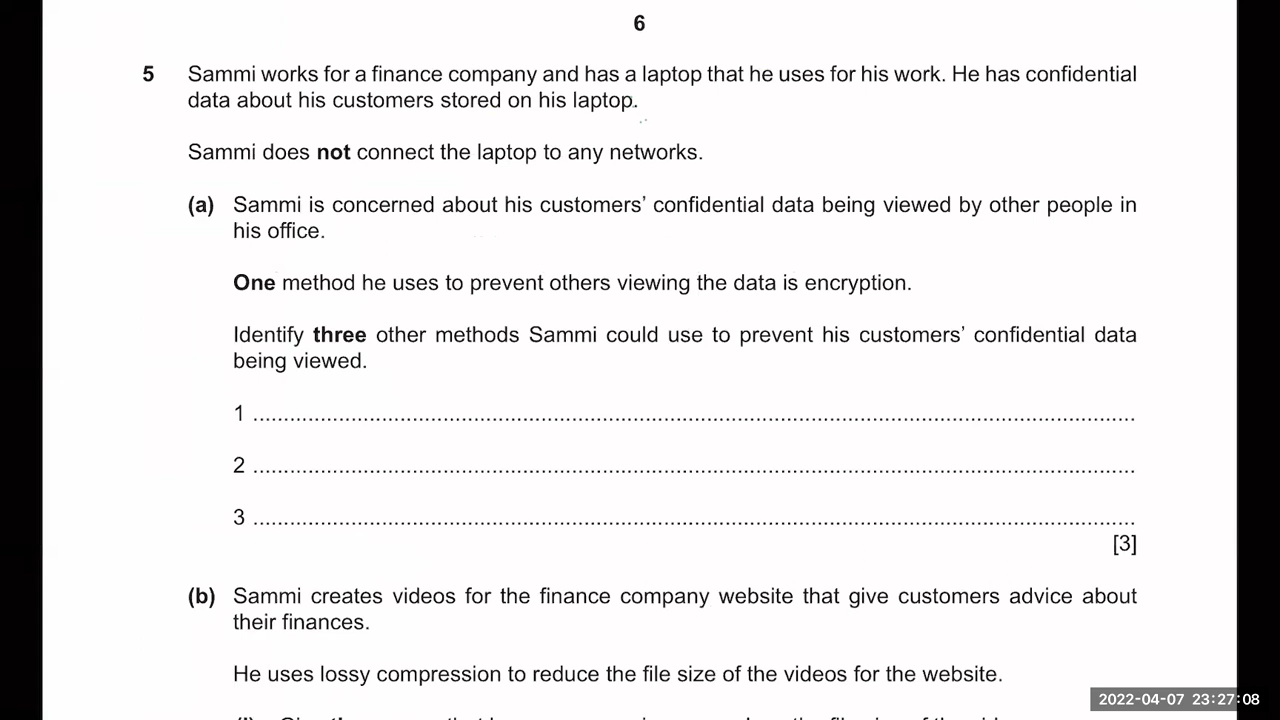 6
5 Sammi works for a finance company and has a laptop that he uses for his work. He has confidential
data about his customers stored on his laptop.
Sammi does not connect the laptop to any networks.
(a) Sammi is concerned about his customers’ confidential data being viewed by other people in
his office.
One method he uses to prevent others viewing the data is encryption.
Identify three other methods Sammi could use to prevent his customers’ confidential data
being viewed.
1 ................................................................................
2 ................................................................................
3 ................................................................................
[3]
(b) Sammi creates videos for the finance company website that give customers advice about
their finances.
He uses lossy compression to reduce the file size of the videos for the website.
2022-04-07 23:27:08